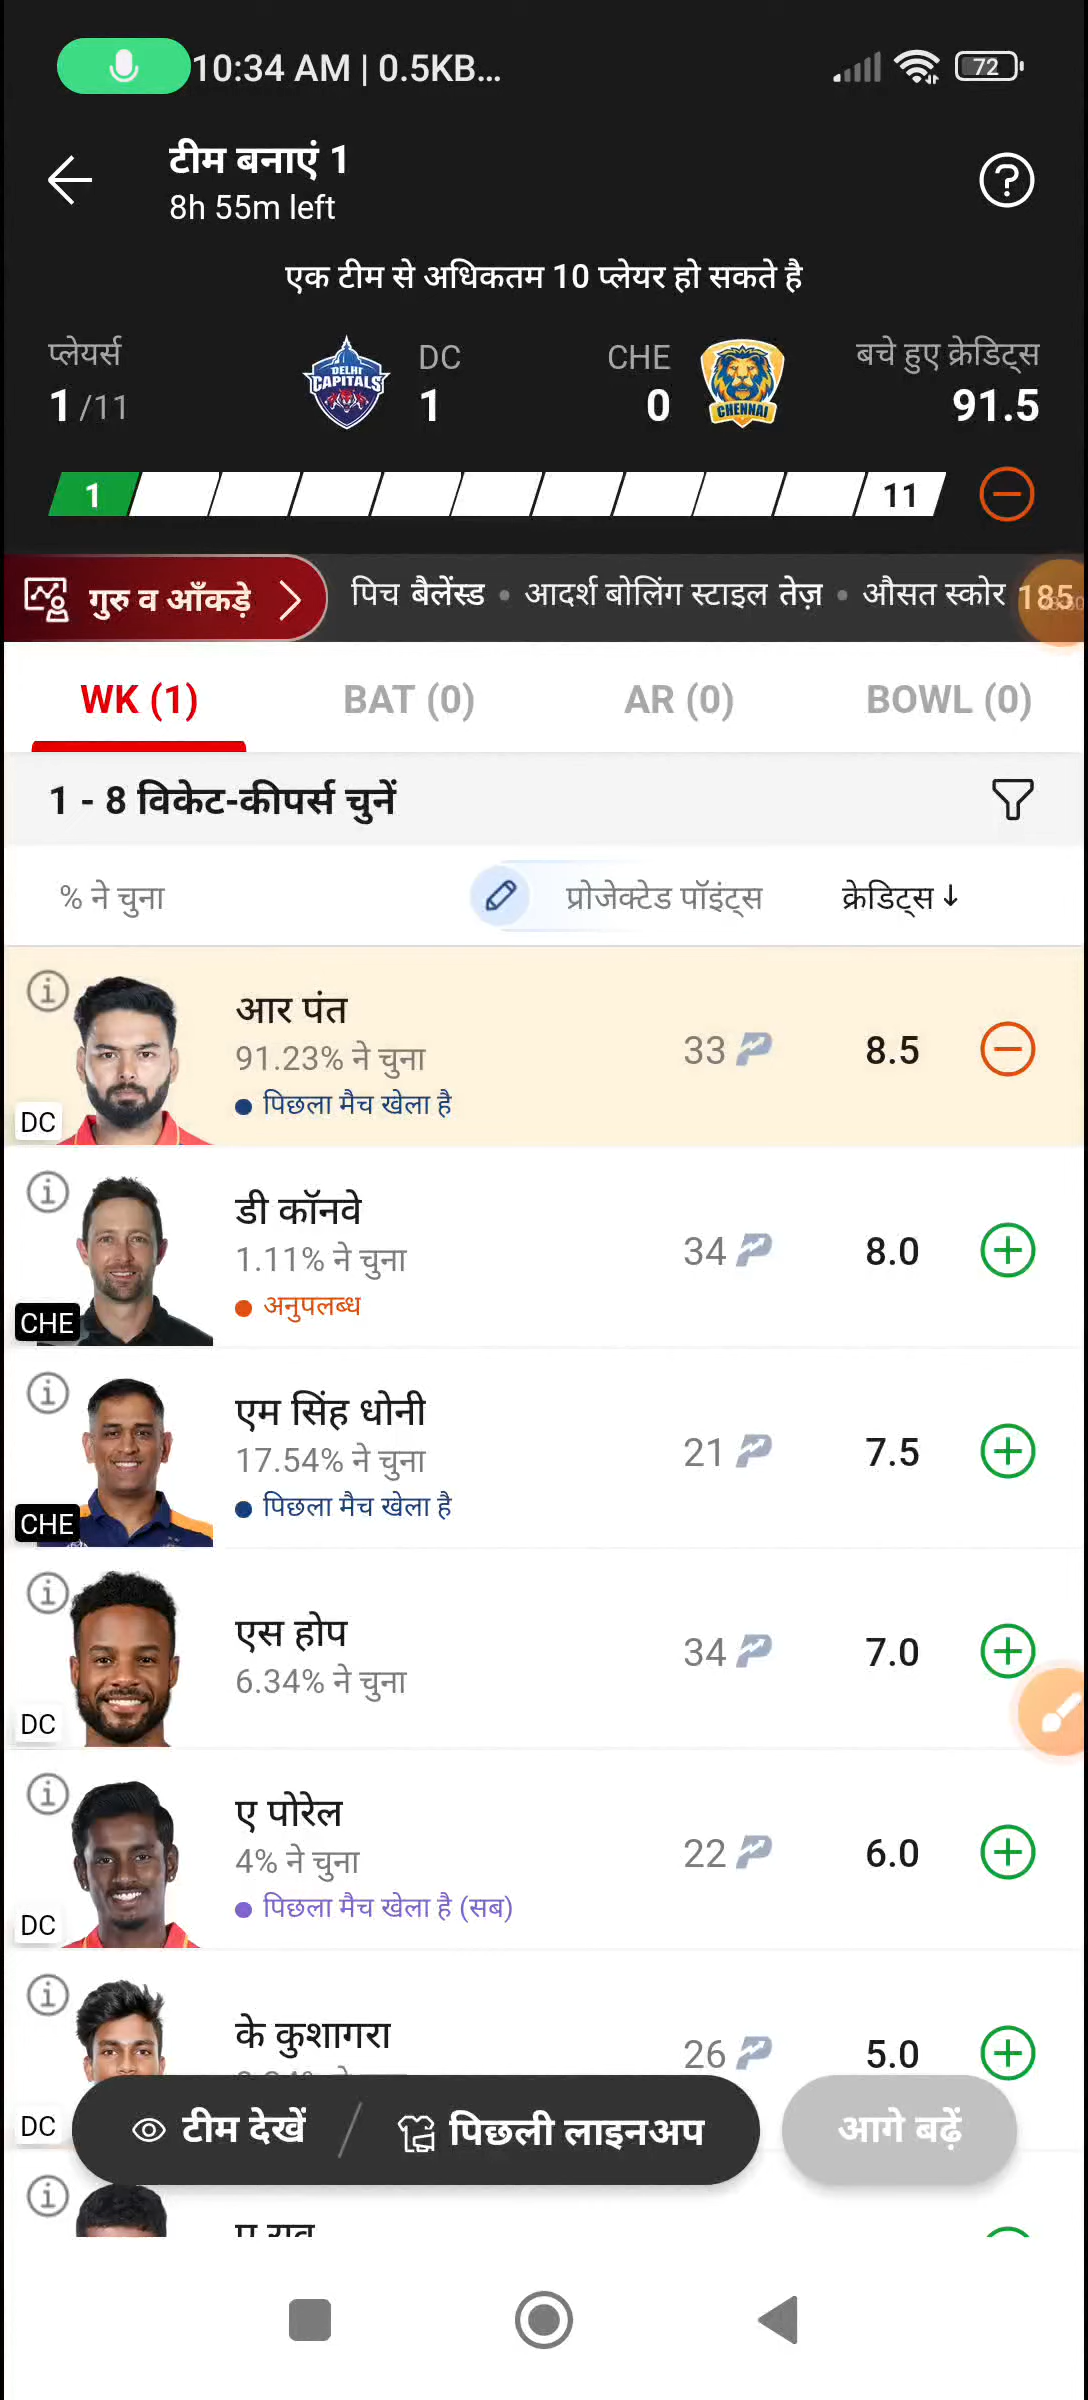 10:34 AM | 0.5KB...
72
टीम बनाएं 1
8h 55m left
एक टीम से अधिकतम 10 प्लेयर हो सकते है
प्लेयर्स
DC
CHE
बचे हुए क्रेडिट्स
1/11
DELHI CAPITALS
1
0
CHENNAI
91.5
1
11
गुरु व आँकड़े
पिच बैलेंस्ड • आदर्श बोलिंग स्टाइल तेज़ • औसत स्कोर 185
WK (1)
BAT (0)
AR (0)
BOWL (0)
1 - 8 विकेट-कीपर्स चुनें
% ने चुना
प्रोजेक्टेड पॉइंट्स
क्रेडिट्स ↓
आर पंत
91.23% ने चुना
पिछला मैच खेला है
DC
33
8.5
डी कॉनवे
1.11% ने चुना
अनुपलब्ध
CHE
34
8.0
एम सिंह धोनी
17.54% ने चुना
पिछला मैच खेला है
CHE
21
7.5
एस होप
6.34% ने चुना
DC
34
7.0
ए पोरेल
4% ने चुना
पिछला मैच खेला है (सब)
DC
22
6.0
के कुशागरा
DC
26
5.0
टीम देखें
पिछली लाइनअप
आगे बढ़ें